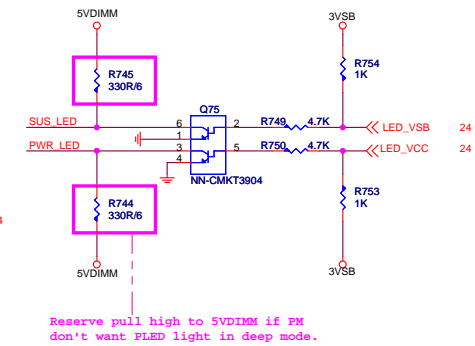 5VDIMM
3VSB
R745
330R/6
R754
1K
Q75
SUS_LED
6
2
R749
4.7K
LED_VSB
24
1
PWR_LED
3
5
R750
4.7K
LED_VCC
24
4
NN-CMKT3904
R744
330R/6
R753
1K
4
5VDIMM
3VSB
Reserve pull high to 5VDIMM if PM
don't want PLED light in deep mode.